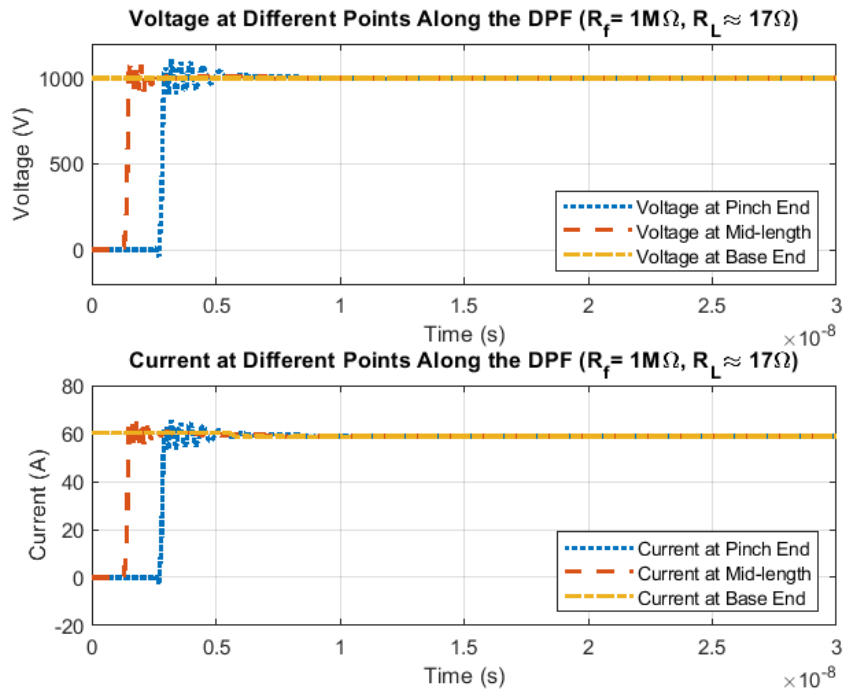 Voltage at Different Points Along the DPF (R_f= 1MΩ, R_L≈ 17Ω)
1000
500
0
Voltage (V)
Voltage at Pinch End
Voltage at Mid-length
Voltage at Base End
0 0.5 1 1.5 2 2.5 3
Time (s)
×10⁻⁸
Current at Different Points Along the DPF (R_f= 1MΩ, R_L≈ 17Ω)
80
60
40
20
0
-20
Current (A)
Current at Pinch End
Current at Mid-length
Current at Base End
0 0.5 1 1.5 2 2.5 3
Time (s)
×10⁻⁸